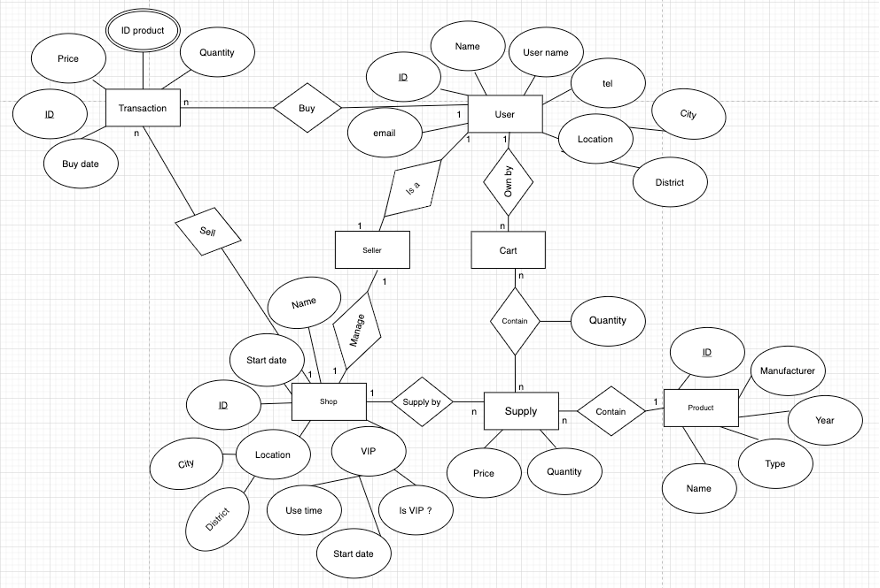 ID product
Price
Quantity
Name
User name
ID
tel
ID
Transaction
n
Buy
1
User
City
n
email
1
1
Location
Buy date
Is a
Own by
District
Sell
1
n
Seller
Cart
1
n
Name
Manage
Contain
Quantity
Start date
1
1
n
ID
Manufacturer
ID
Shop
1
Supply by
n
Supply
n
Contain
1
Product
Year
City
Location
VIP
Price
Quantity
Type
Name
District
Use time
Is VIP ?
Start date